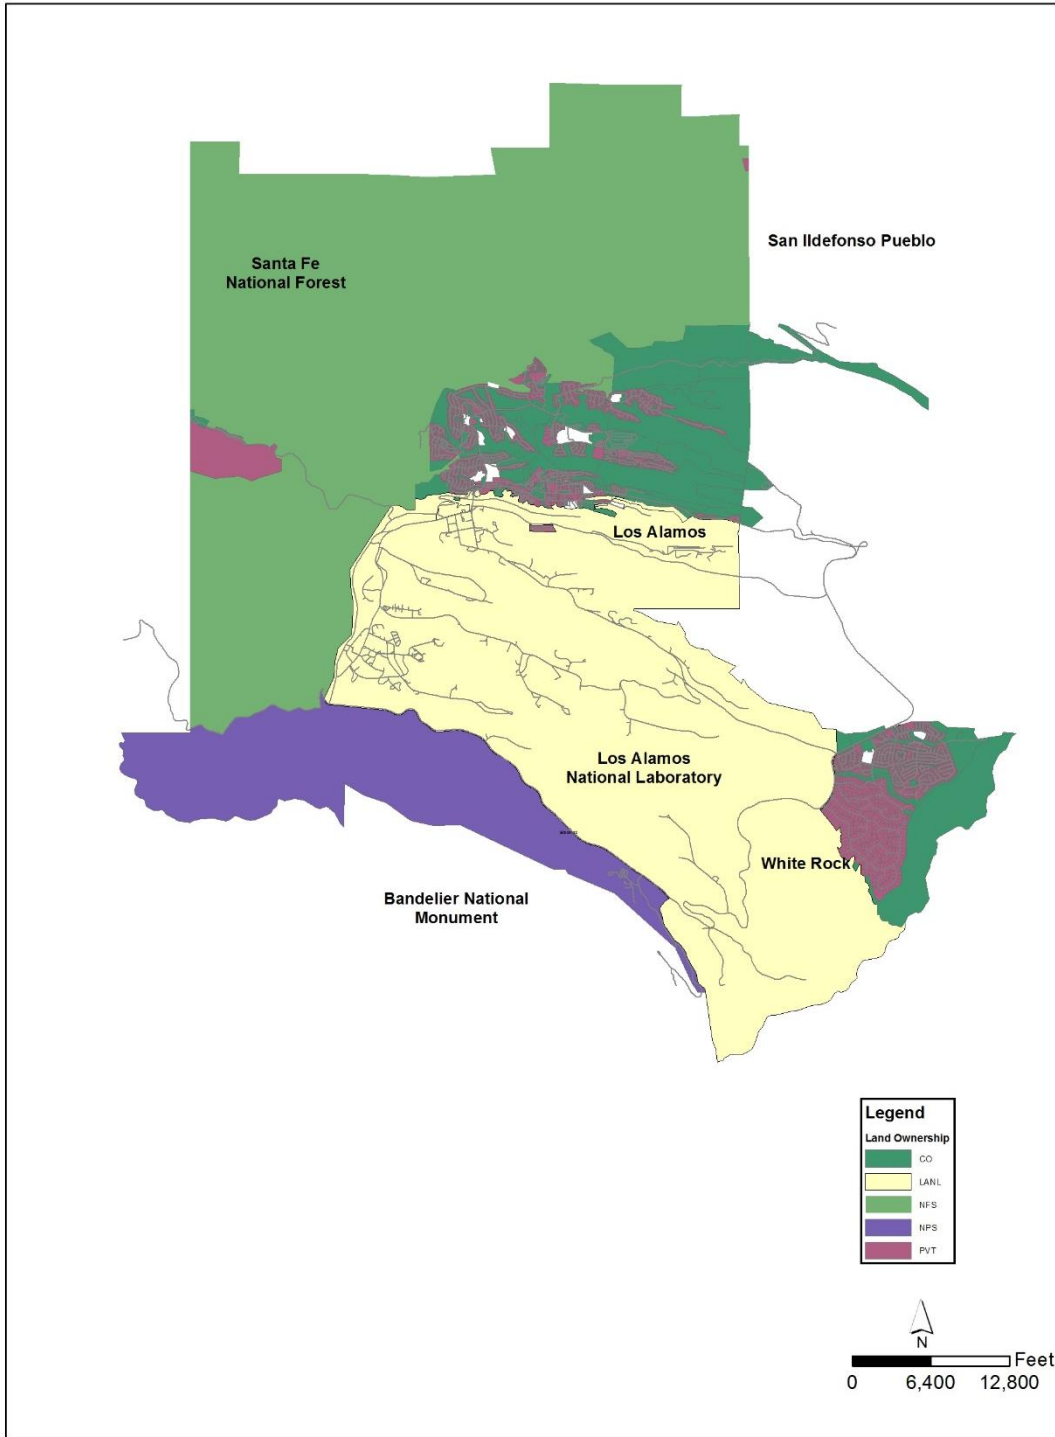 San Ildefonso Pueblo
Santa Fe
National Forest
Los Alamos
Los Alamos
National Laboratory
White Rock
Bandelier National
Monument
Legend
Land Ownership
CO
LANL
NFS
NPS
PVT
N
Feet
0 6,400 12,800